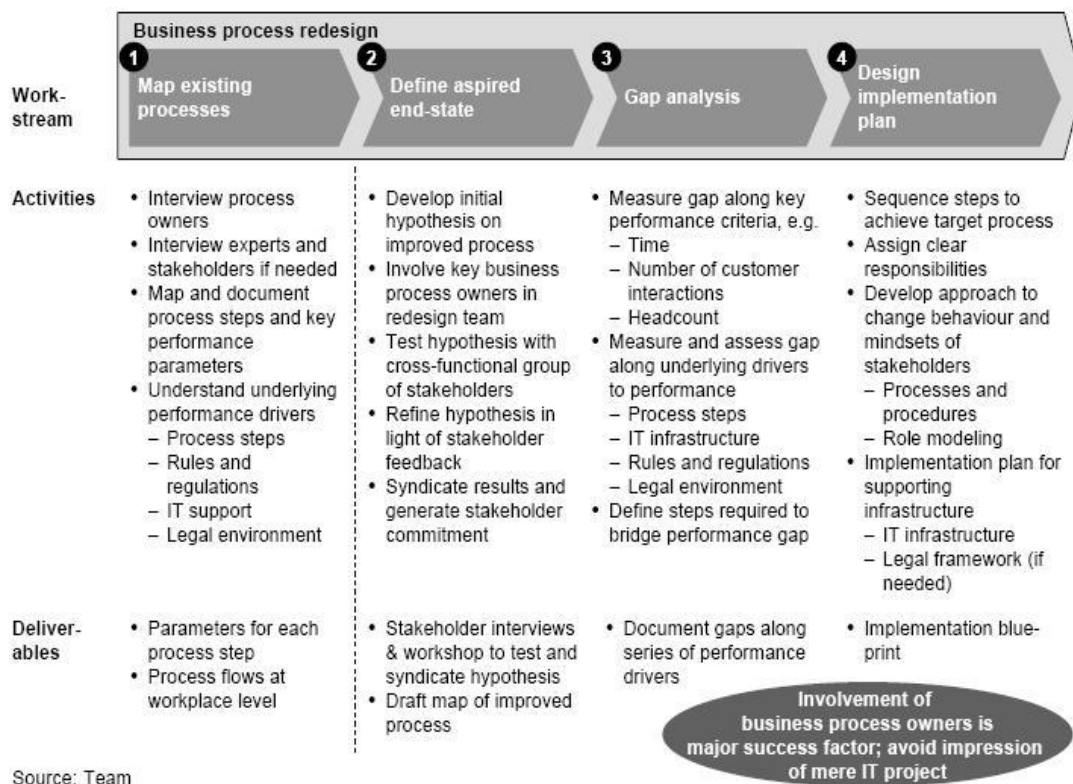 Business process redesign
Work-
stream
1
Map existing
processes
2
Define aspired
end-state
3
Gap analysis
4
Design
implementation
plan
Activities
• Interview process
owners
• Interview experts and
stakeholders if needed
• Map and document
process steps and key
performance
parameters
• Understand underlying
performance drivers
– Process steps
– Rules and
regulations
– IT support
– Legal environment
• Develop initial
hypothesis on
improved process
• Involve key business
process owners in
redesign team
• Test hypothesis with
cross-functional group
of stakeholders
• Refine hypothesis in
light of stakeholder
feedback
• Syndicate results and
generate stakeholder
commitment
• Measure gap along key
performance criteria, e.g.
– Time
– Number of customer
interactions
– Headcount
• Measure and assess gap
along underlying drivers
to performance
– Process steps
– IT infrastructure
– Rules and regulations
– Legal environment
• Define steps required to
bridge performance gap
• Sequence steps to
achieve target process
• Assign clear
responsibilities
• Develop approach to
change behaviour and
mindsets of
stakeholders
– Processes and
procedures
– Role modeling
• Implementation plan for
supporting
infrastructure
– IT infrastructure
– Legal framework (if
needed)
Deliver-
ables
• Parameters for each
process step
• Process flows at
workplace level
• Stakeholder interviews
& workshop to test and
syndicate hypothesis
• Draft map of improved
process
• Document gaps along
series of performance
drivers
• Implementation blue-
print
Involvement of
business process owners is
major success factor; avoid impression
of mere IT project
Source: Team